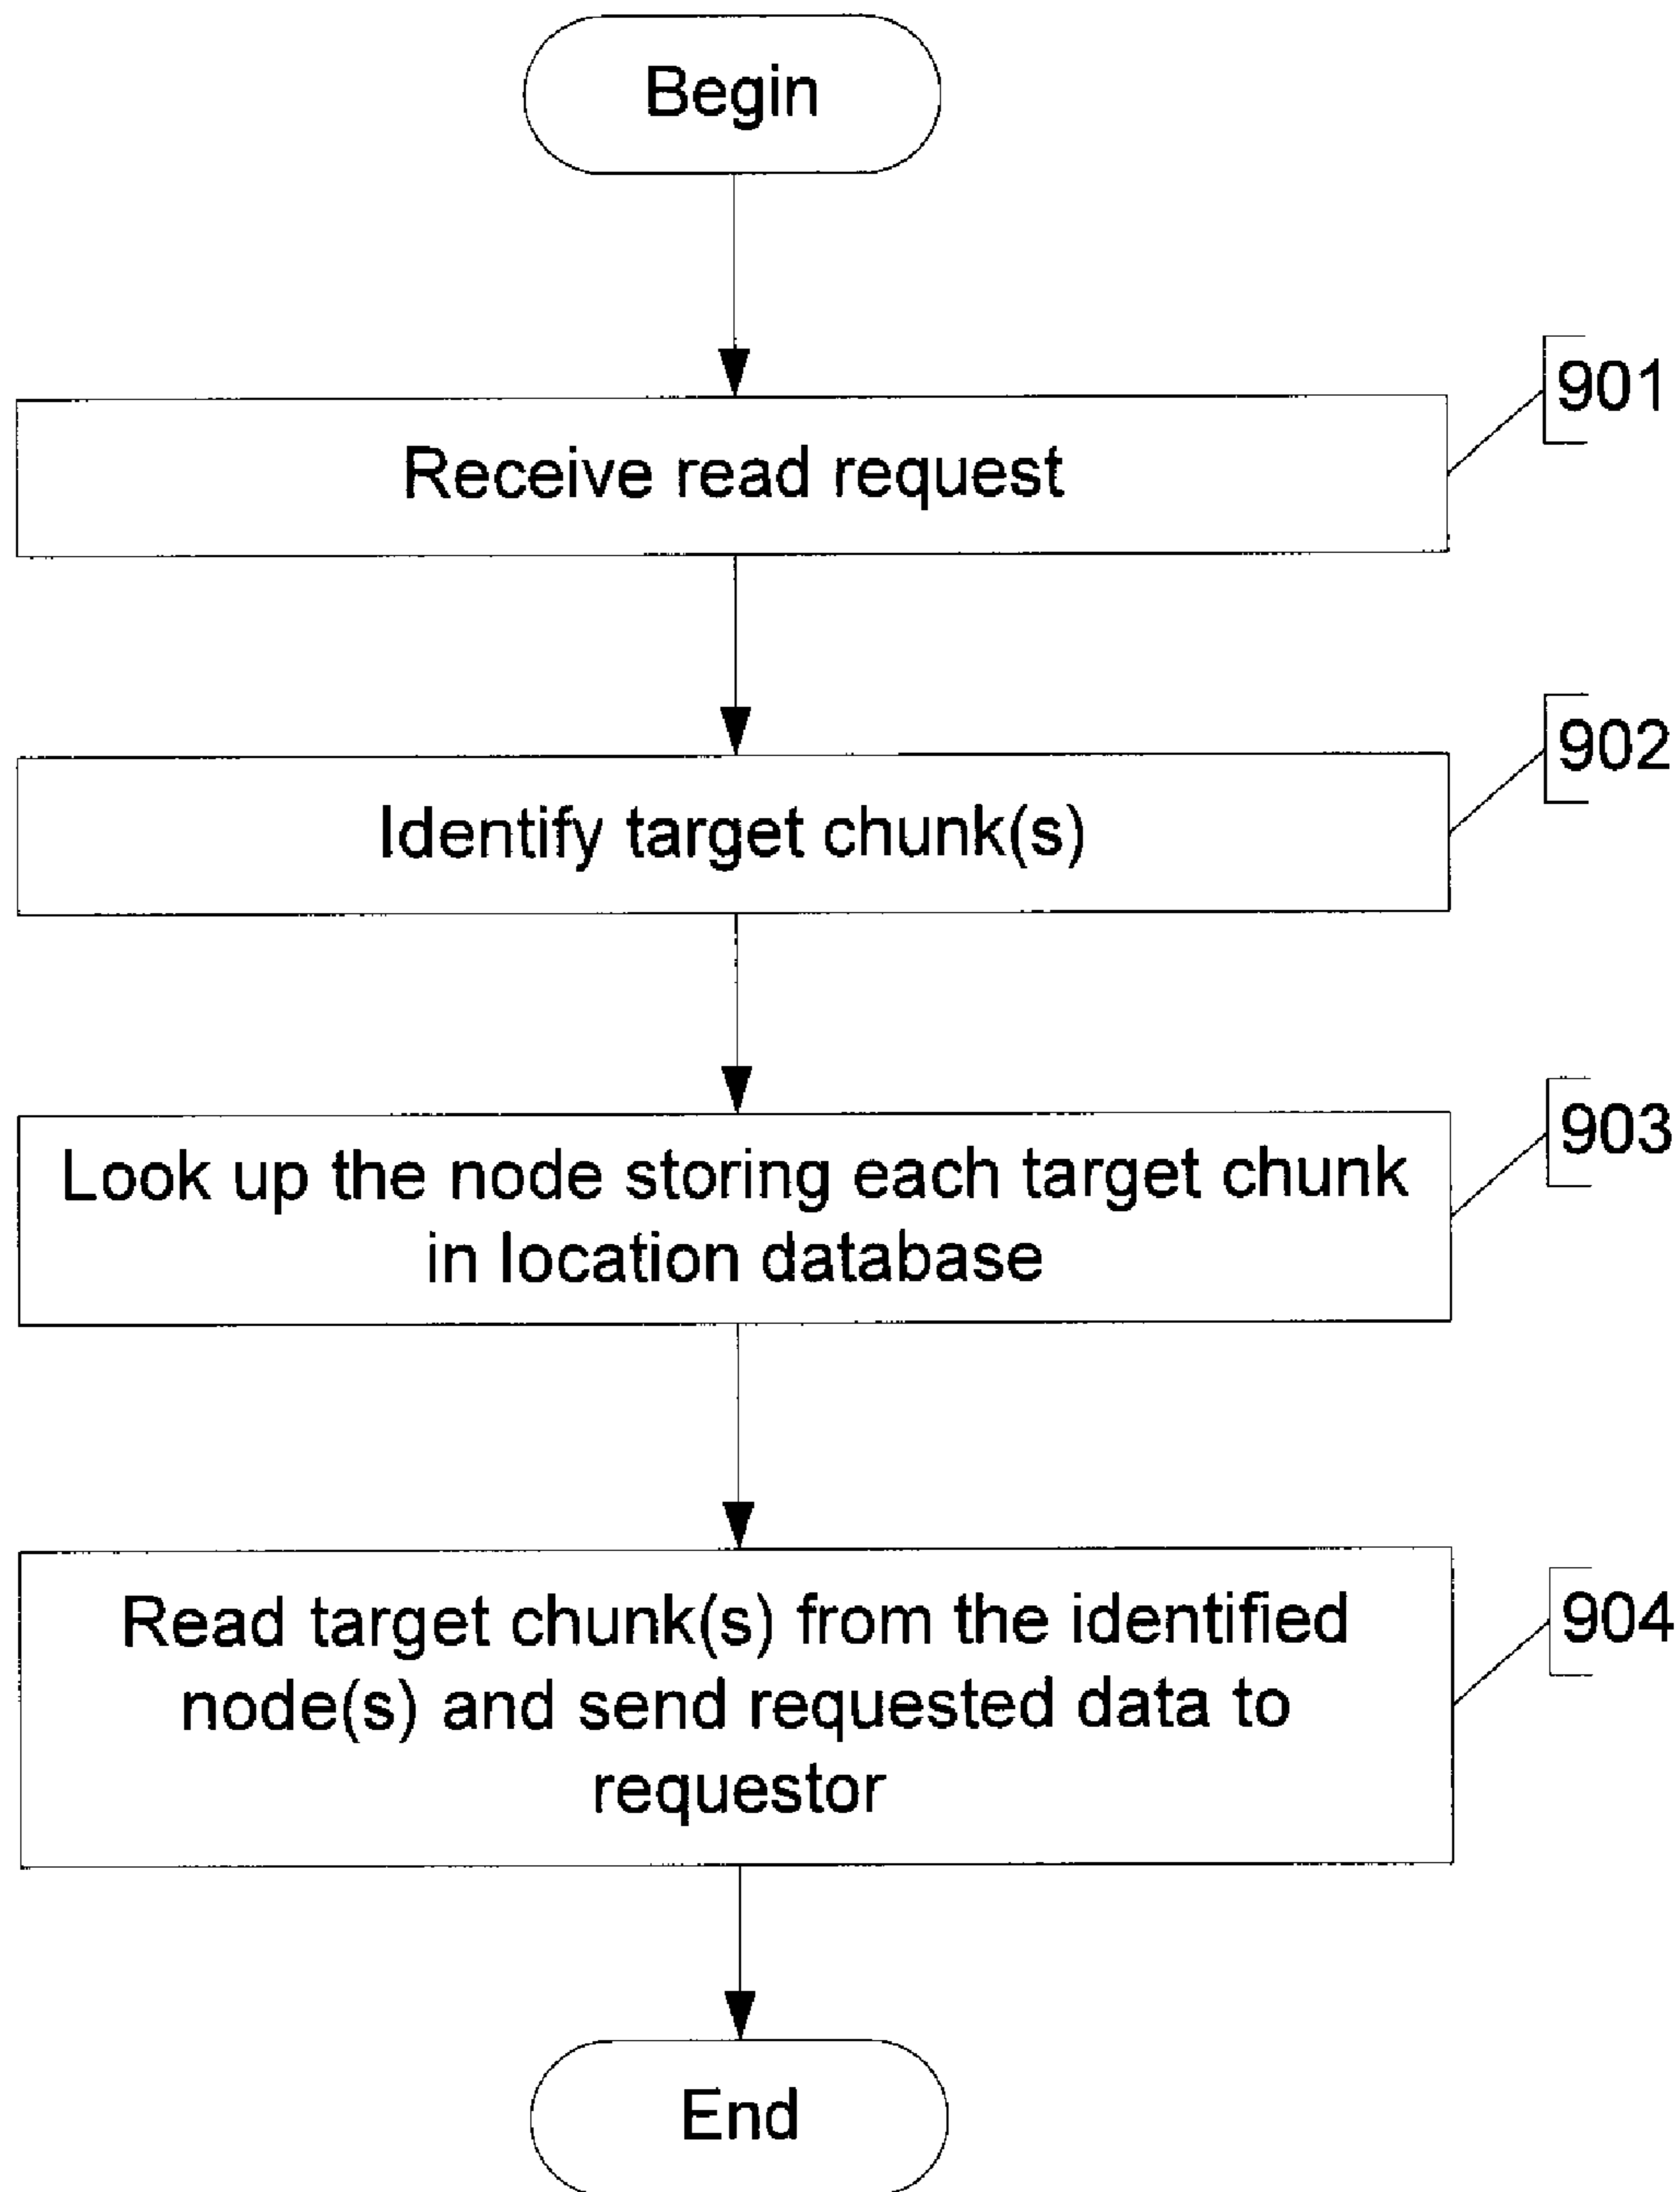 Begin
901
Receive read request
902
Identify target chunk(s)
903
Look up the node storing each target chunk
in location database
904
Read target chunk(s) from the identified
node(s) and send requested data to
requestor
End